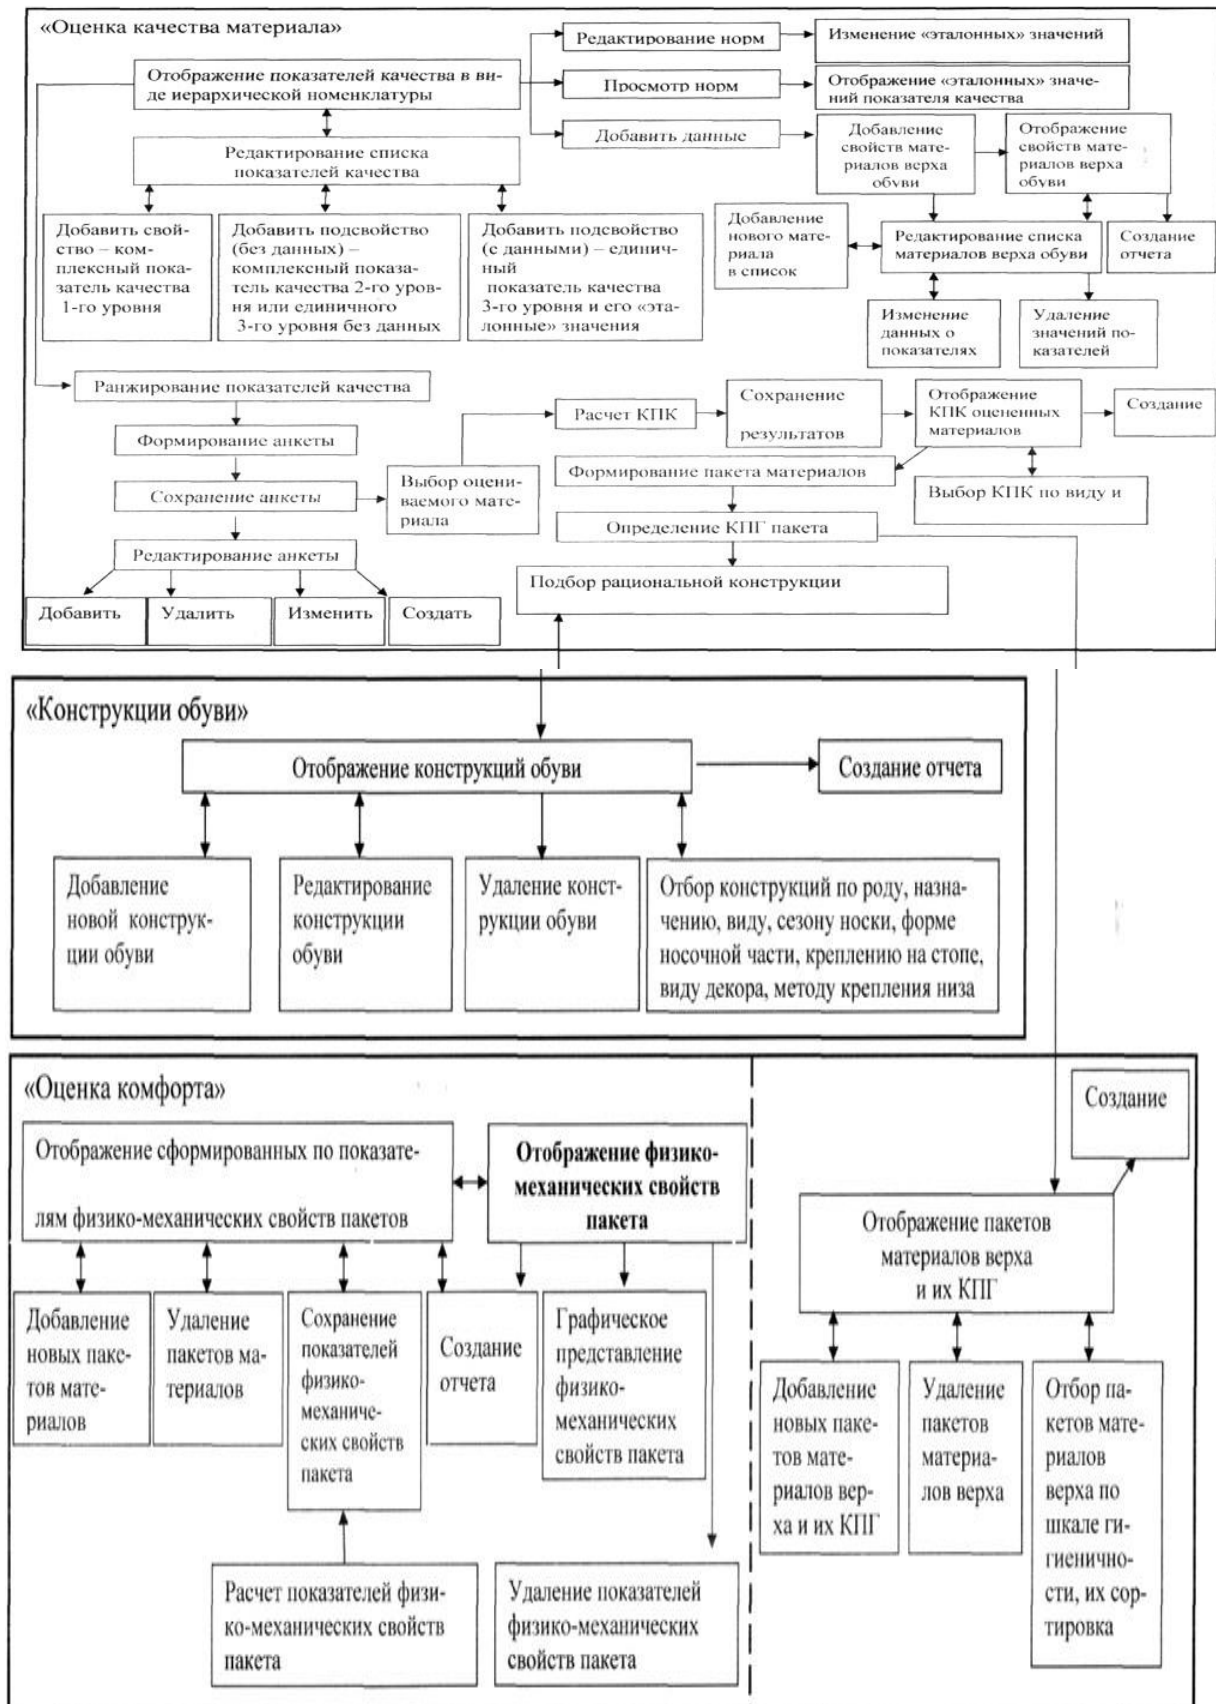 «Оценка качества материала»
Редактирование норм
Изменение «эталонных» значений
Отображение показателей качества в ви-
де иерархической номенклатуры
Просмотр норм
Отображение «эталонных» значе-
ний показателя качества
Добавить данные
Добавление
свойств мате-
риалов верха
обуви
Отображение
свойств мате-
риалов верха
обуви
Редактирование списка
показателей качества
Добавить свой-
ство – ком-
плексный пока-
затель качества
1-го уровня
Добавить подсвойство
(без данных) –
комплексный показа-
тель качества 2-го уров-
ня или единичного
3-го уровня без данных
Добавить подсвойство
(с данными) – единич-
ный
показатель качества
3-го уровня и его «эта-
лонные» значения
Добавление
нового мате-
риала
в список
Редактирование списка
материалов верха обуви
Создание
отчета
Изменение
данных о
показателях
Удаление
значений по-
казателей
Ранжирование показателей качества
Формирование анкеты
Сохранение анкеты
Редактирование анкеты
Добавить
Удалить
Изменить
Создать
Выбор оцени-
ваемого мате-
риала
Расчет КПК
Сохранение
результатов
Отображение
КПК оцененных
материалов
Создание
Формирование пакета материалов
Выбор КПК по виду и
Определение КПГ пакета
Подбор рациональной конструкции
«Конструкции обуви»
Отображение конструкций обуви
Создание отчета
Добавление
новой конструк-
ции обуви
Редактирование
конструкции
обуви
Удаление конст-
рукции обуви
Отбор конструкций по роду, назна-
чению, виду, сезону носки, форме
носочной части, креплению на стопе,
виду декора, методу крепления низа
«Оценка комфорта»
Отображение сформированных по показате-
лям физико-механических свойств пакетов
Отображение физико-
механических свойств
пакета
Добавление
новых паке-
тов мате-
риалов
Удаление
пакетов ма-
териалов
Сохранение
показателей
физико-
механиче-
ских свойств
пакета
Создание
отчета
Графическое
представление
физико-
механических
свойств пакета
Расчет показателей физи-
ко-механических свойств
пакета
Удаление показателей
физико-механических
свойств пакета
Создание
Отображение пакетов
материалов верха
и их КПГ
Добавление
новых паке-
тов мате-
риалов вер-
ха и их КПГ
Удаление
пакетов
материа-
лов верха
Отбор па-
кетов мате-
риалов
верха по
шкале ги-
гиенично-
сти, их сор-
тировка